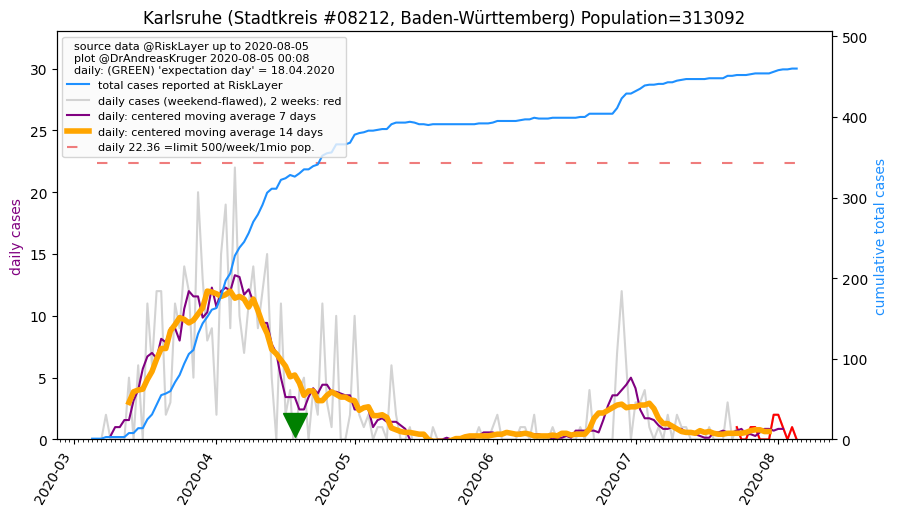 Karlsruhe (Stadtkreis #08212, Baden-Württemberg) Population=313092
source data @RiskLayer up to 2020-08-05
plot @DrAndreasKruger 2020-08-05 00:08
daily: (GREEN) 'expectation day' = 18.04.2020
total cases reported at RiskLayer
daily cases (weekend-flawed), 2 weeks: red
daily: centered moving average 7 days
daily: centered moving average 14 days
daily 22.36 =limit 500/week/1mio pop.
daily cases
30
25
20
15
10
5
0
500
400
300
200
100
0
cumulative total cases
2020-03
2020-04
2020-05
2020-06
2020-07
2020-08